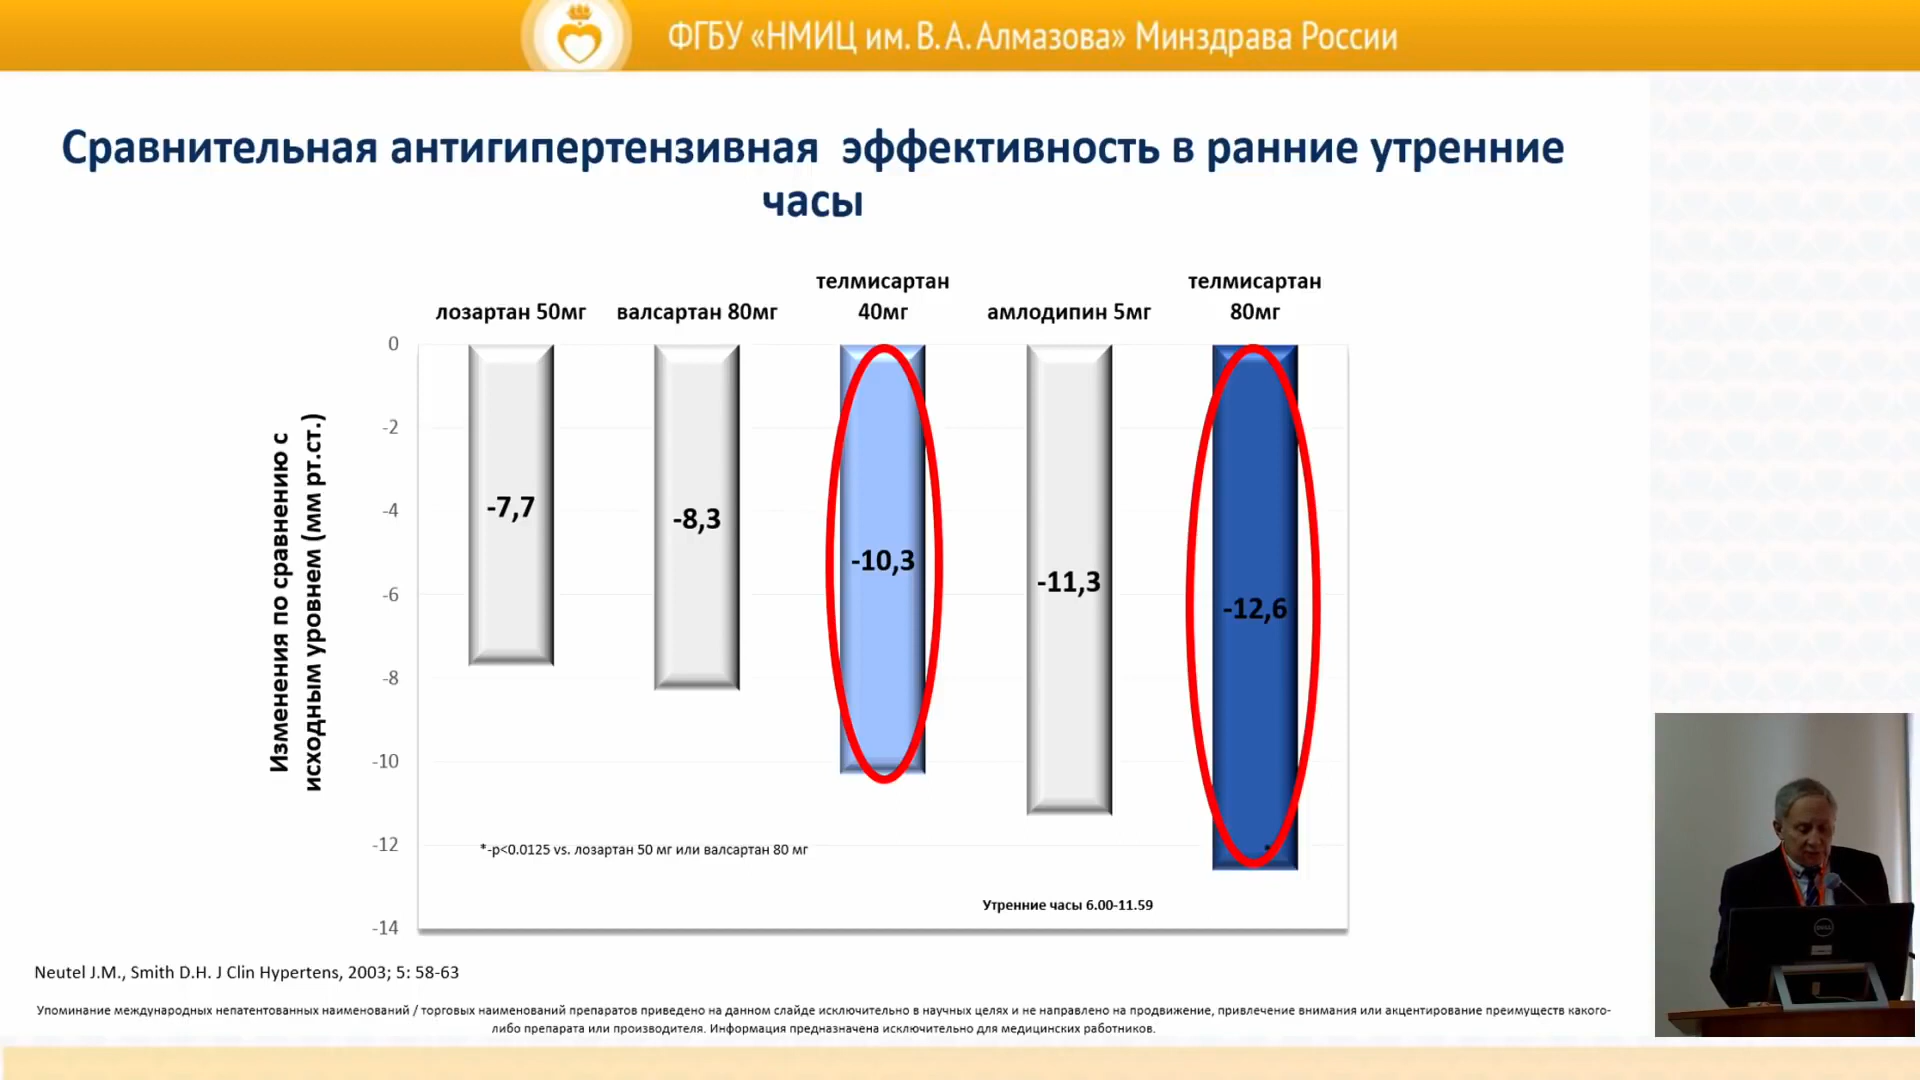 ФГБУ «НМИЦ им. В. А. Алмазова» Минздрава России
Сравнительная антигипертензивная эффективность в ранние утренние
часы
лозартан 50мг
валсартан 80мг
телмисартан
40мг
амлодипин 5мг
телмисартан
80мг
Изменения по сравнению с
исходным уровнем (мм рт.ст.)
0
-2
-4
-6
-8
-10
-12
-14
-7,7
-8,3
-10,3
-11,3
-12,6
*
*-p<0.0125 vs. лозартан 50 мг или валсартан 80 мг
Утренние часы 6.00-11.59
Neutel J.M., Smith D.H. J Clin Hypertens, 2003; 5: 58-63
Упоминание международных непатентованных наименований / торговых наименований препаратов приведено на данном слайде исключительно в научных целях и не направлено на продвижение, привлечение внимания или акцентирование преимуществ какого-
либо препарата или производителя. Информация предназначена исключительно для медицинских работников.
DELL